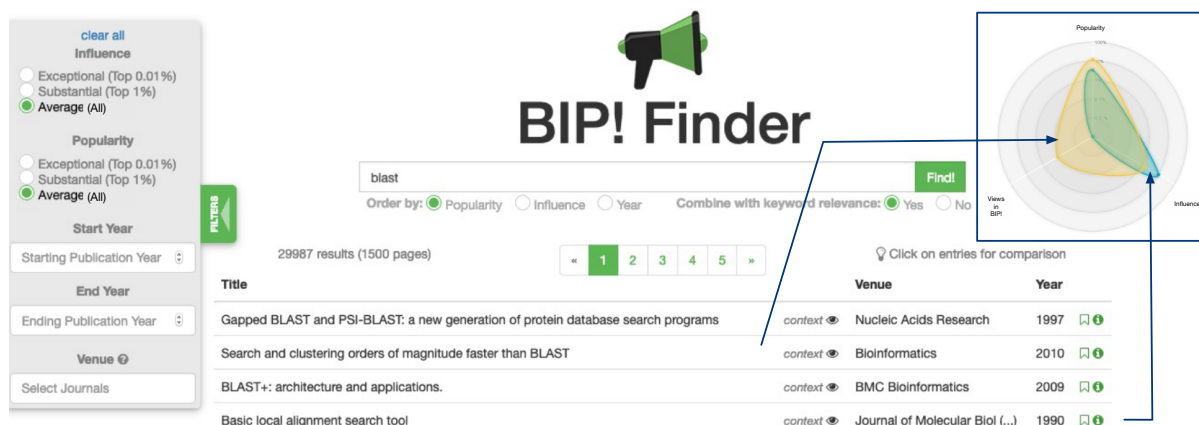 clear all
Influence
Exceptional (Top 0.01%)
Substantial (Top 1%)
Average (All)
Popularity
Exceptional (Top 0.01%)
Substantial (Top 1%)
Average (All)
Start Year
Starting Publication Year
End Year
Ending Publication Year
Venue
Select Journals
FILTERS
BIP! Finder
blast Find!
Order by: Popularity Influence Year Combine with keyword relevance: Yes No
29987 results (1500 pages) « 1 2 3 4 5 » Click on entries for comparison
Title Venue Year
Gapped BLAST and PSI-BLAST: a new generation of protein database search programs context Nucleic Acids Research 1997
Search and clustering orders of magnitude faster than BLAST context Bioinformatics 2010
BLAST+: architecture and applications. context BMC Bioinformatics 2009
Basic local alignment search tool context Journal of Molecular Biol (...) 1990
Popularity
Views
in
BIP!
Influence